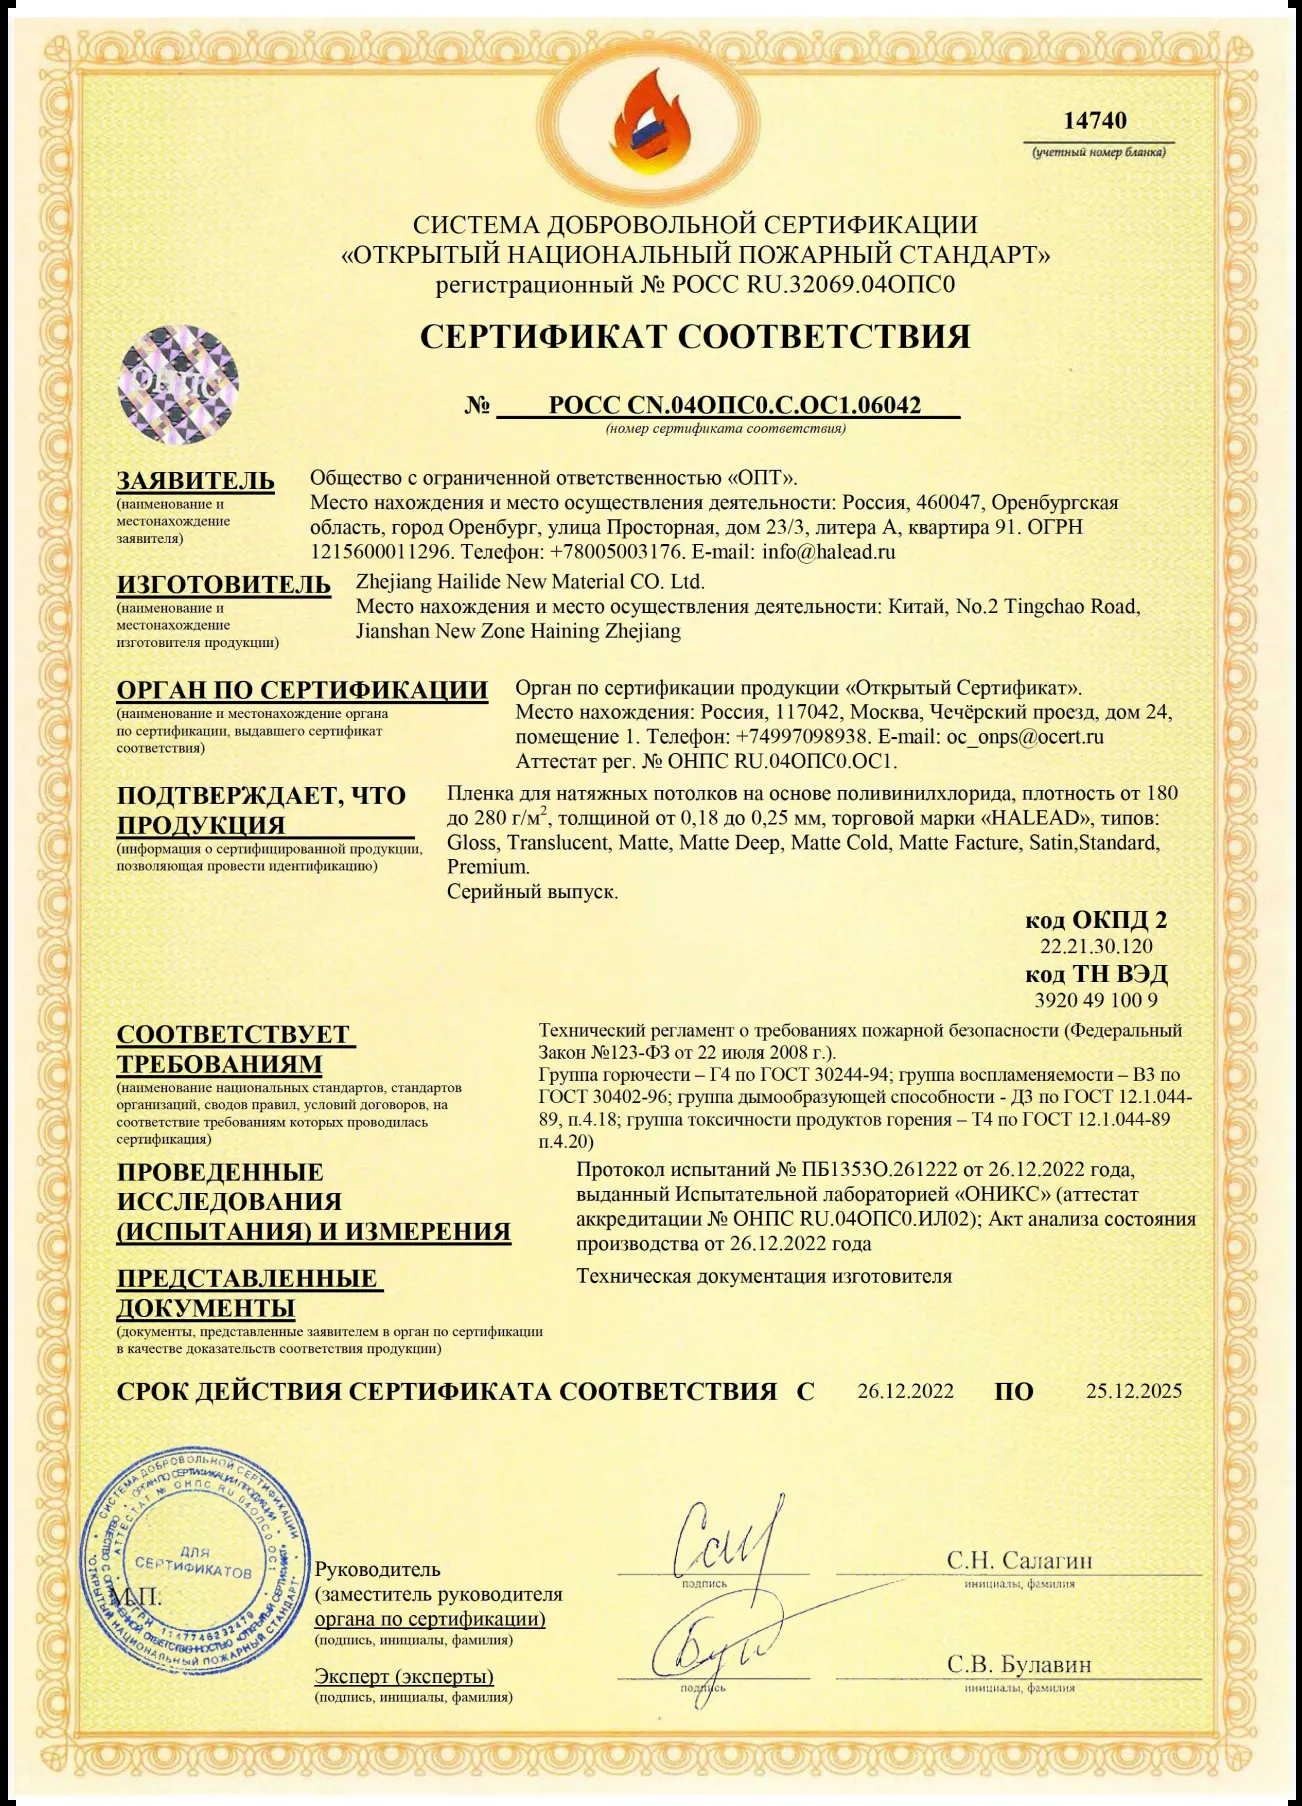 14740
(учетный номер бланка)
СИСТЕМА ДОБРОВОЛЬНОЙ СЕРТИФИКАЦИИ
«ОТКРЫТЫЙ НАЦИОНАЛЬНЫЙ ПОЖАРНЫЙ СТАНДАРТ»
регистрационный № РОСС RU.32069.04ОПС0
СЕРТИФИКАТ СООТВЕТСТВИЯ
ОНПС
№ РОСС CN.04ОПС0.С.ОС1.06042
(номер сертификата соответствия)
ЗАЯВИТЕЛЬ
(наименование и
местонахождение
заявителя)
Общество с ограниченной ответственностью «ОПТ».
Место нахождения и место осуществления деятельности: Россия, 460047, Оренбургская
область, город Оренбург, улица Просторная, дом 23/3, литера А, квартира 91. ОГРН
1215600011296. Телефон: +78005003176. E-mail: info@halead.ru
ИЗГОТОВИТЕЛЬ
(наименование и
местонахождение
изготовителя продукции)
Zhejiang Hailide New Material CO. Ltd.
Место нахождения и место осуществления деятельности: Китай, No.2 Tingchao Road,
Jianshan New Zone Haining Zhejiang
ОРГАН ПО СЕРТИФИКАЦИИ
(наименование и местонахождение органа
по сертификации, выдавшего сертификат
соответствия)
Орган по сертификации продукции «Открытый Сертификат».
Место нахождения: Россия, 117042, Москва, Чечёрский проезд, дом 24,
помещение 1. Телефон: +74997098938. E-mail: oc_onps@ocert.ru
Аттестат рег. № ОНПС RU.04ОПС0.ОС1.
ПОДТВЕРЖДАЕТ, ЧТО
ПРОДУКЦИЯ
(информация о сертифицированной продукции,
позволяющая провести идентификацию)
Пленка для натяжных потолков на основе поливинилхлорида, плотность от 180
до 280 г/м², толщиной от 0,18 до 0,25 мм, торговой марки «HALEAD», типов:
Gloss, Translucent, Matte, Matte Deep, Matte Cold, Matte Facture, Satin,Standard,
Premium.
Серийный выпуск.
код ОКПД 2
22.21.30.120
код ТН ВЭД
3920 49 100 9
СООТВЕТСТВУЕТ
ТРЕБОВАНИЯМ
(наименование национальных стандартов, стандартов
организаций, сводов правил, условий договоров, на
соответствие требованиям которых проводилась
сертификация)
Технический регламент о требованиях пожарной безопасности (Федеральный
Закон №123-ФЗ от 22 июля 2008 г.).
Группа горючести – Г4 по ГОСТ 30244-94; группа воспламеняемости – В3 по
ГОСТ 30402-96; группа дымообразующей способности - Д3 по ГОСТ 12.1.044-
89, п.4.18; группа токсичности продуктов горения – Т4 по ГОСТ 12.1.044-89
п.4.20)
ПРОВЕДЕННЫЕ
ИССЛЕДОВАНИЯ
(ИСПЫТАНИЯ) И ИЗМЕРЕНИЯ
Протокол испытаний № ПБ1353О.261222 от 26.12.2022 года,
выданный Испытательной лабораторией «ОНИКС» (аттестат
аккредитации № ОНПС RU.04ОПС0.ИЛ02); Акт анализа состояния
производства от 26.12.2022 года
ПРЕДСТАВЛЕННЫЕ
ДОКУМЕНТЫ
(документы, представленные заявителем в орган по сертификации
в качестве доказательств соответствия продукции)
Техническая документация изготовителя
СРОК ДЕЙСТВИЯ СЕРТИФИКАТА СООТВЕТСТВИЯ С 26.12.2022 ПО 25.12.2025
СИСТЕМА ДОБРОВОЛЬНОЙ СЕРТИФИКАЦИИ
«ОТКРЫТЫЙ НАЦИОНАЛЬНЫЙ ПОЖАРНЫЙ СТАНДАРТ»
ОРГАН ПО СЕРТИФИКАЦИИ ПРОДУКЦИИ
АТТЕСТАТ № ОНПС RU 04ОПС0 ОС1
ОГРН 1147746232479
ДЛЯ
СЕРТИФИКАТОВ
М.П.
Руководитель
(заместитель руководителя
органа по сертификации)
(подпись, инициалы, фамилия)
подпись
С.Н. Салагин
инициалы, фамилия
Эксперт (эксперты)
(подпись, инициалы, фамилия)
подпись
С.В. Булавин
инициалы, фамилия